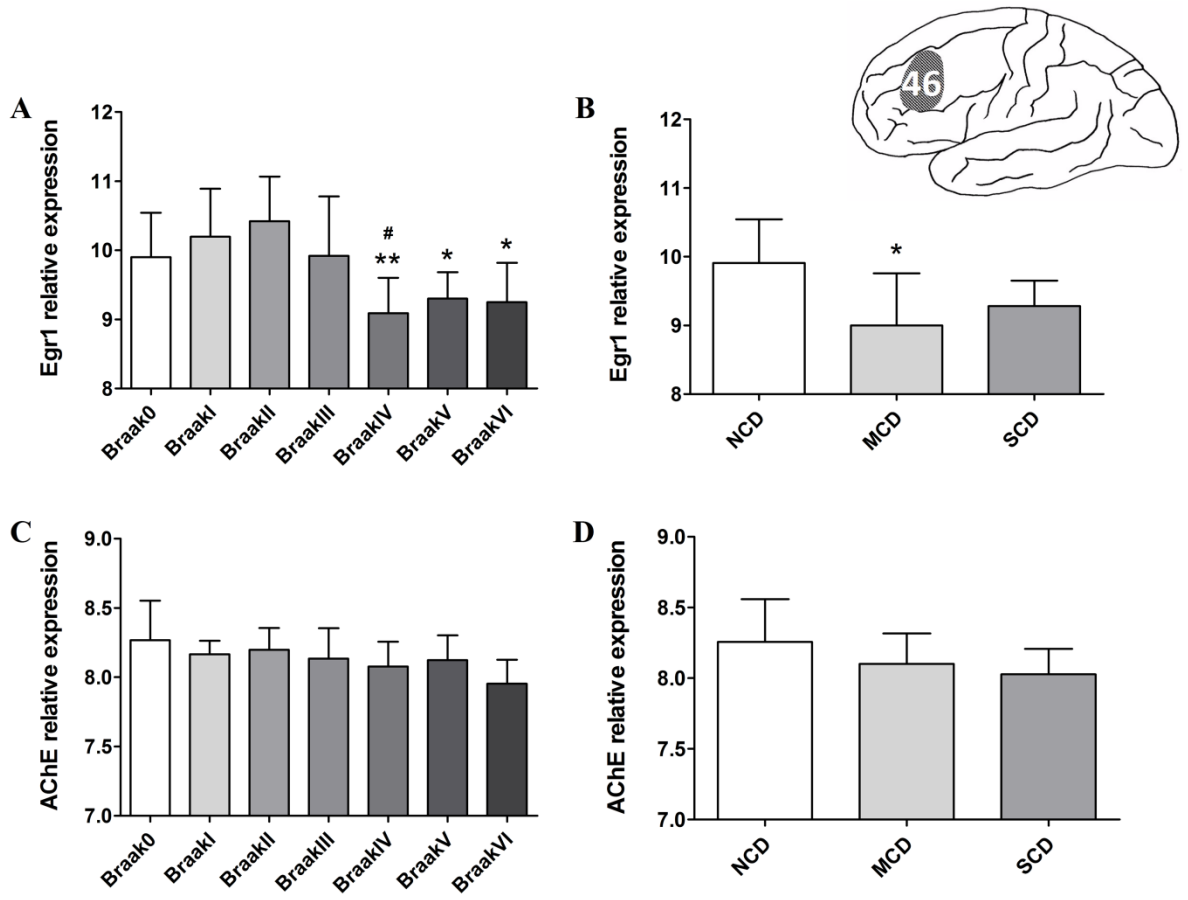 46
A
Egr1 relative expression
12
11
10
9
8
#
**
*
*
Braak0
BraakI
BraakII
BraakIII
BraakIV
BraakV
BraakVI
B
Egr1 relative expression
12
11
10
9
8
*
NCD
MCD
SCD
C
AChE relative expression
9.0
8.5
8.0
7.5
7.0
Braak0
BraakI
BraakII
BraakIII
BraakIV
BraakV
BraakVI
D
AChE relative expression
9.0
8.5
8.0
7.5
7.0
NCD
MCD
SCD